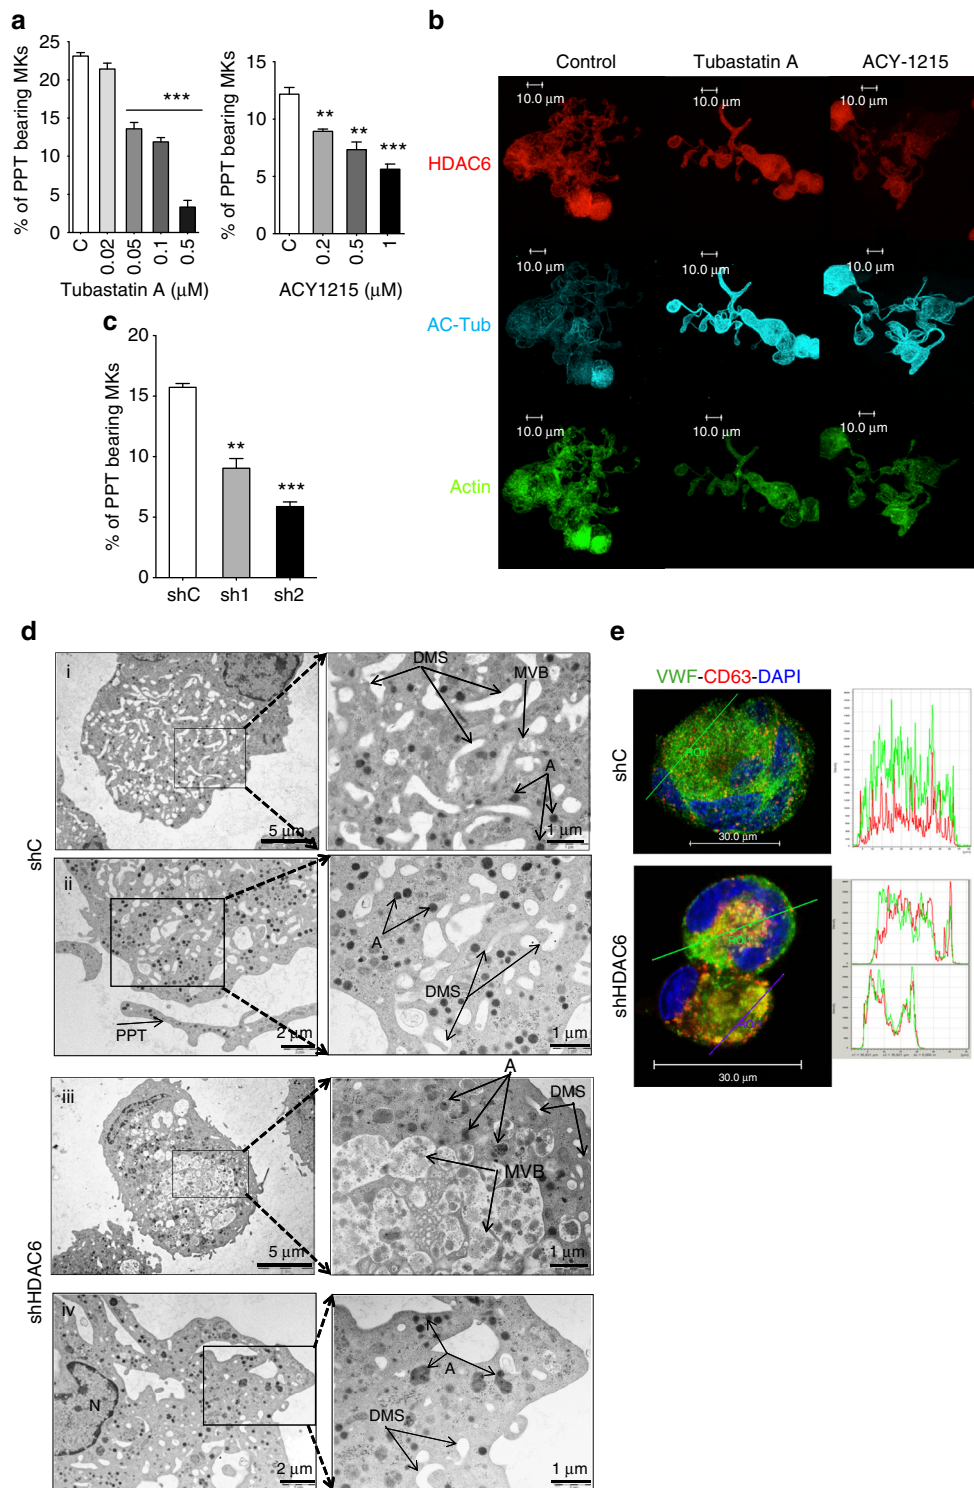 a
% of PPT bearing MKs
25
20
15
10
5
0
***
C
0.02
0.05
0.1
0.5
Tubastatin A (μM)
% of PPT bearing MKs
15
10
5
0
**
**
***
C
0.2
0.5
1
ACY1215 (μM)
b
Control
Tubastatin A
ACY-1215
HDAC6
10.0 μm
10.0 μm
10.0 μm
AC-Tub
10.0 μm
10.0 μm
10.0 μm
Actin
10.0 μm
10.0 μm
10.0 μm
c
% of PPT bearing MKs
20
15
10
5
0
**
***
shC
sh1
sh2
d
shC
i
5 μm
DMS
MVB
A
1 μm
ii
PPT
2 μm
A
DMS
1 μm
shHDAC6
iii
5 μm
A
DMS
MVB
1 μm
iv
N
2 μm
A
DMS
1 μm
e
VWF-CD63-DAPI
shC
30.0 μm
shHDAC6
30.0 μm